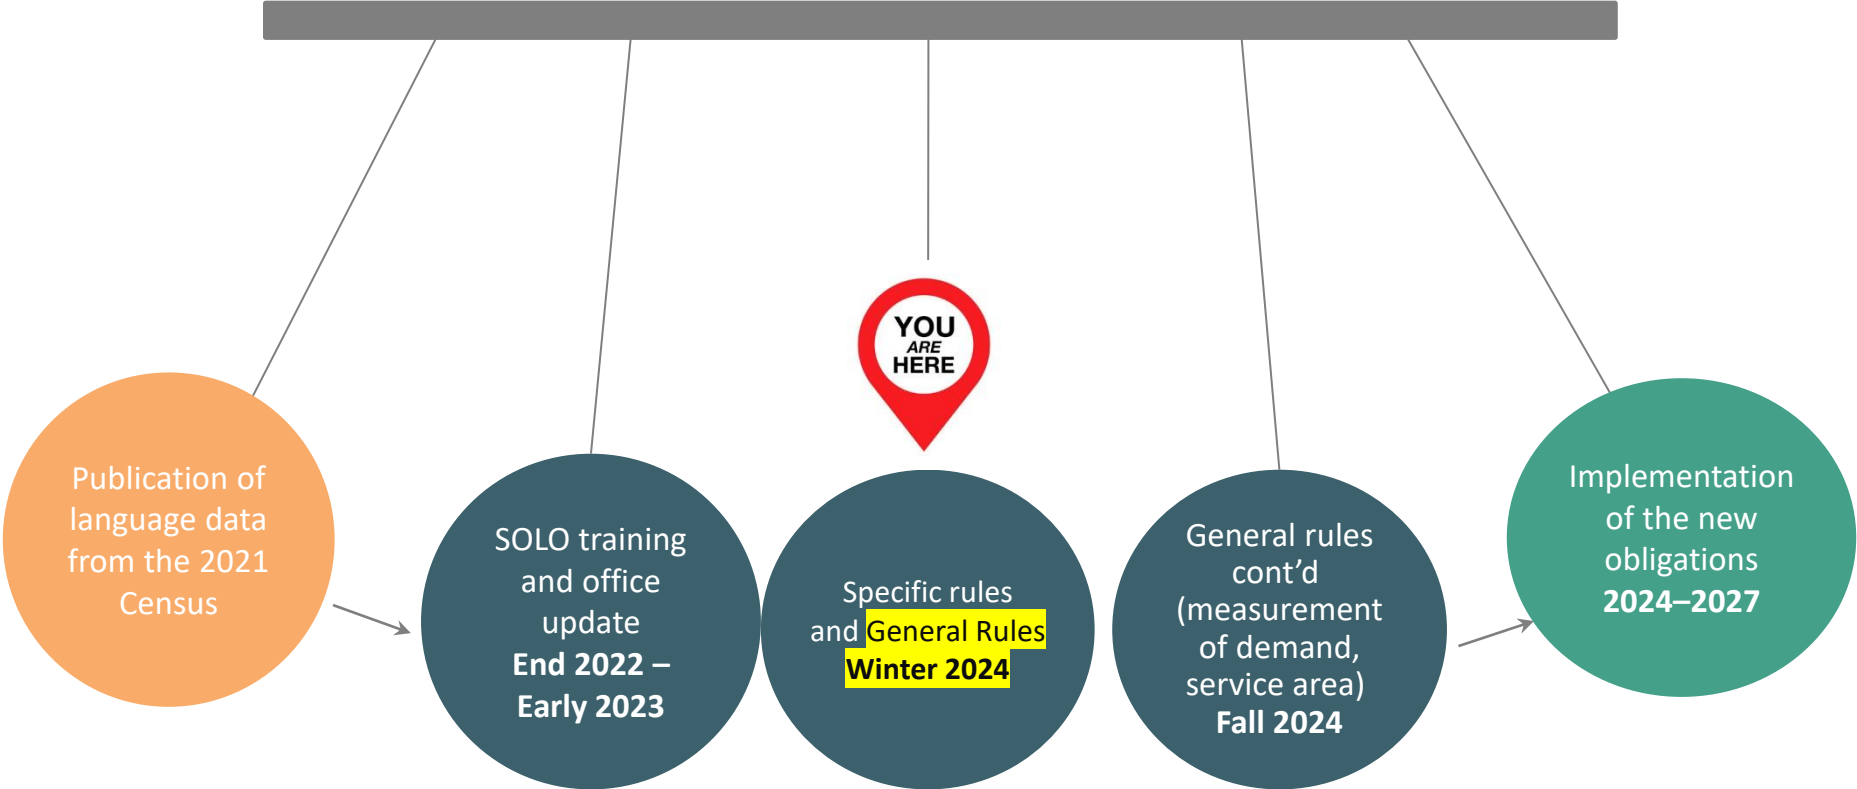 YOU
ARE
HERE
Publication of
language data
from the 2021
Census
SOLO training
and office
update
End 2022 –
Early 2023
Specific rules
and General Rules
Winter 2024
General rules
cont’d
(measurement
of demand,
service area)
Fall 2024
Implementation
of the new
obligations
2024–2027